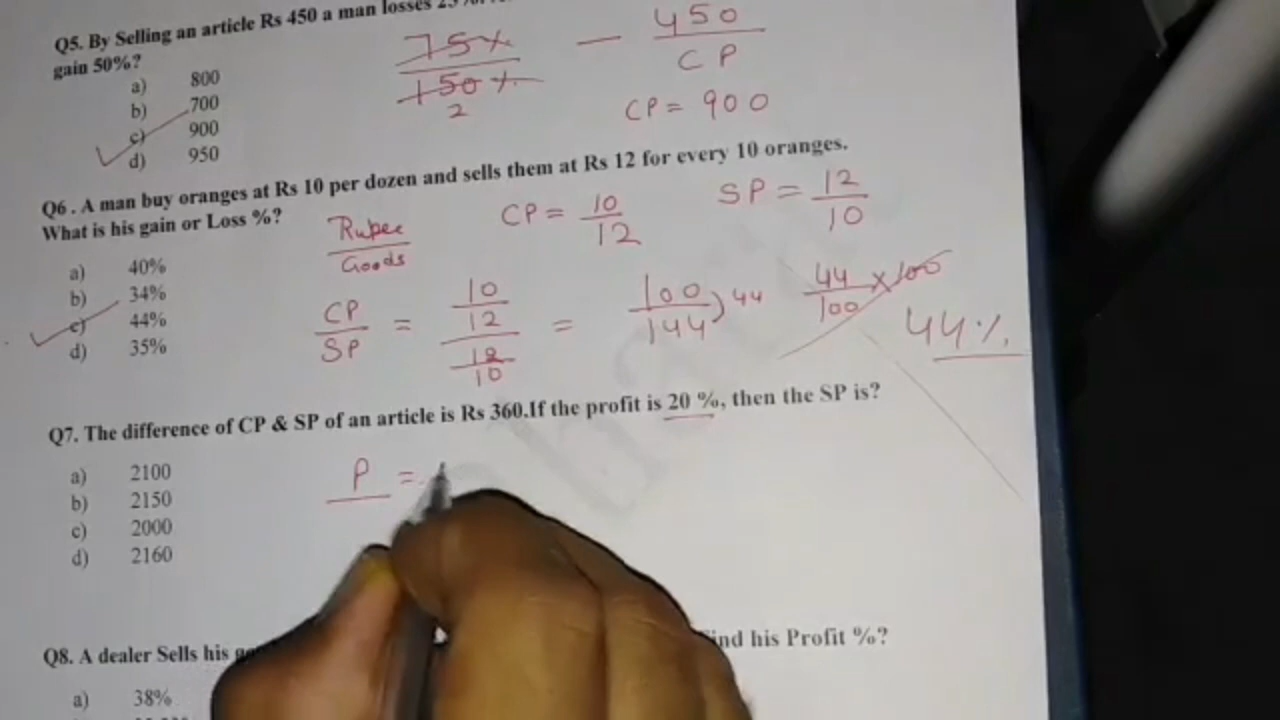 Q5. By Selling an article Rs 450 a man losses
gain 50%?
a) 800
b) 700
c) 900
d) 950
75%
150%
2
—
450
CP
CP = 900
Q6 . A man buy oranges at Rs 10 per dozen and sells them at Rs 12 for every 10 oranges.
What is his gain or Loss %?
a) 40%
b) 34%
c) 44%
d) 35%
Rupee
Goods
CP = 10
12
SP = 12
10
CP
SP
=
10
12
12
10
=
100
144
) 44
44 × 100
100
44%
Q7. The difference of CP & SP of an article is Rs 360.If the profit is 20 %, then the SP is?
a) 2100
b) 2150
c) 2000
d) 2160
P =
Q8. A dealer Sells his
find his Profit %?
a) 38%